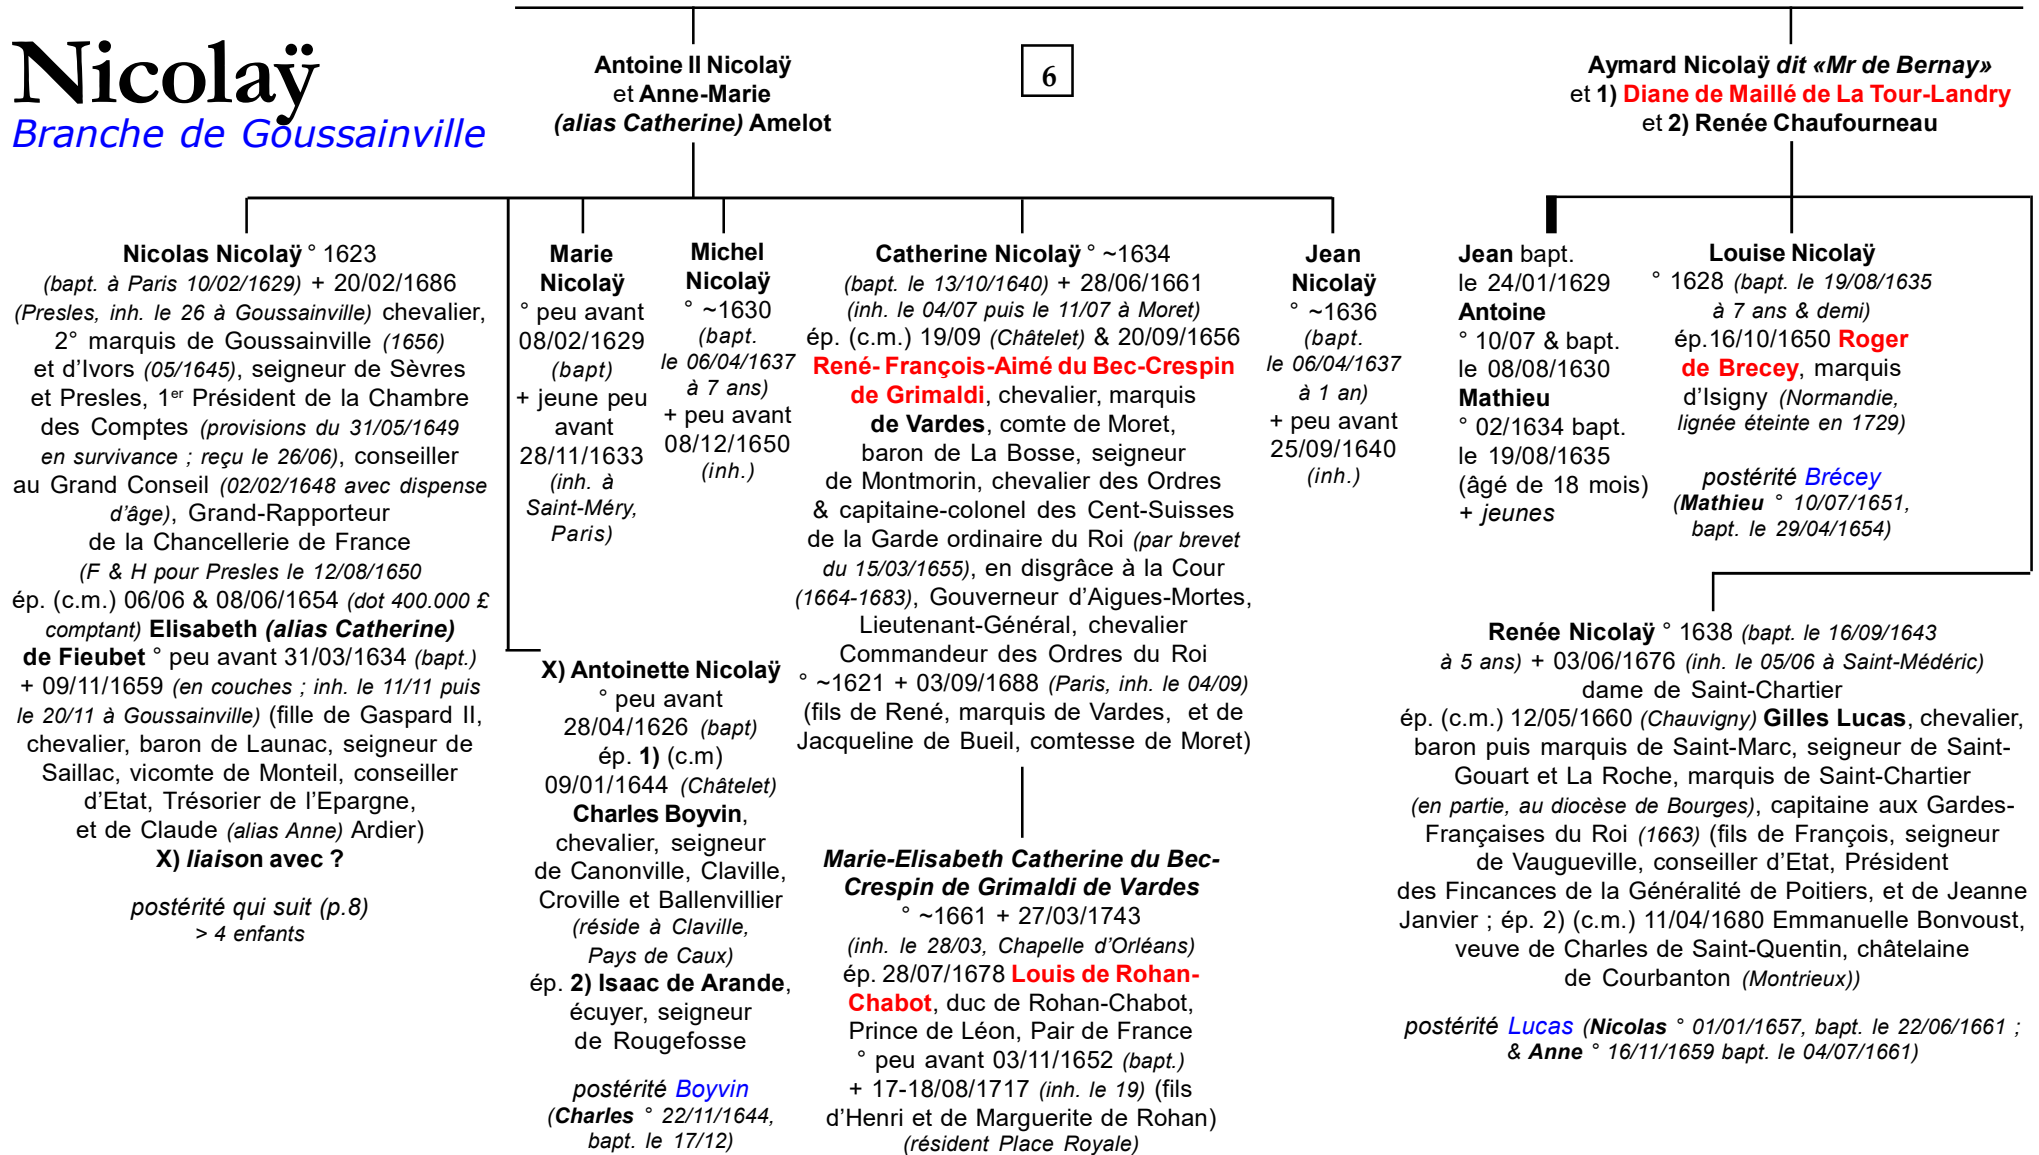 Nicolaÿ
Branche de Goussainville
Antoine II Nicolaÿ
et Anne-Marie
(alias Catherine) Amelot
6
Aymard Nicolaÿ dit «Mr de Bernay»
et 1) Diane de Maillé de La Tour-Landry
et 2) Renée Chaufourneau
Nicolas Nicolaÿ ° 1623
(bapt. à Paris 10/02/1629) + 20/02/1686
(Presles, inh. le 26 à Goussainville) chevalier,
2° marquis de Goussainville (1656)
et d’Ivors (05/1645), seigneur de Sèvres
et Presles, 1er Président de la Chambre
des Comptes (provisions du 31/05/1649
en survivance ; reçu le 26/06), conseiller
au Grand Conseil (02/02/1648 avec dispense
d’âge), Grand-Rapporteur
de la Chancellerie de France
(F & H pour Presles le 12/08/1650
ép. (c.m.) 06/06 & 08/06/1654 (dot 400.000 £
comptant) Elisabeth (alias Catherine)
de Fieubet ° peu avant 31/03/1634 (bapt.)
+ 09/11/1659 (en couches ; inh. le 11/11 puis
le 20/11 à Goussainville) (fille de Gaspard II,
chevalier, baron de Launac, seigneur de
Saillac, vicomte de Monteil, conseiller
d’Etat, Trésorier de l’Epargne,
et de Claude (alias Anne) Ardier)
X) liaison avec ?
postérité qui suit (p.8)
> 4 enfants
Marie
Nicolaÿ
° peu avant
08/02/1629
(bapt)
+ jeune peu
avant
28/11/1633
(inh. à
Saint-Méry,
Paris)
Michel
Nicolaÿ
° ~1630
(bapt.
le 06/04/1637
à 7 ans)
+ peu avant
08/12/1650
(inh.)
X) Antoinette Nicolaÿ
° peu avant
28/04/1626 (bapt)
ép. 1) (c.m)
09/01/1644 (Châtelet)
Charles Boyvin,
chevalier, seigneur
de Canonville, Claville,
Croville et Ballenvillier
(réside à Claville,
Pays de Caux)
ép. 2) Isaac de Arande,
écuyer, seigneur
de Rougefosse
postérité Boyvin
(Charles ° 22/11/1644,
bapt. le 17/12)
Catherine Nicolaÿ ° ~1634
(bapt. le 13/10/1640) + 28/06/1661
(inh. le 04/07 puis le 11/07 à Moret)
ép. (c.m.) 19/09 (Châtelet) & 20/09/1656
René- François-Aimé du Bec-Crespin
de Grimaldi, chevalier, marquis
de Vardes, comte de Moret,
baron de La Bosse, seigneur
de Montmorin, chevalier des Ordres
& capitaine-colonel des Cent-Suisses
de la Garde ordinaire du Roi (par brevet
du 15/03/1655), en disgrâce à la Cour
(1664-1683), Gouverneur d’Aigues-Mortes,
Lieutenant-Général, chevalier
Commandeur des Ordres du Roi
° ~1621 + 03/09/1688 (Paris, inh. le 04/09)
(fils de René, marquis de Vardes, et de
Jacqueline de Bueil, comtesse de Moret)
Marie-Elisabeth Catherine du Bec-
Crespin de Grimaldi de Vardes
° ~1661 + 27/03/1743
(inh. le 28/03, Chapelle d’Orléans)
ép. 28/07/1678 Louis de Rohan-
Chabot, duc de Rohan-Chabot,
Prince de Léon, Pair de France
° peu avant 03/11/1652 (bapt.)
+ 17-18/08/1717 (inh. le 19) (fils
d’Henri et de Marguerite de Rohan)
(résident Place Royale)
Jean
Nicolaÿ
° ~1636
(bapt.
le 06/04/1637
à 1 an)
+ peu avant
25/09/1640
(inh.)
Jean bapt.
le 24/01/1629
Antoine
° 10/07 & bapt.
le 08/08/1630
Mathieu
° 02/1634 bapt.
le 19/08/1635
(âgé de 18 mois)
+ jeunes
Louise Nicolaÿ
° 1628 (bapt. le 19/08/1635
à 7 ans & demi)
ép.16/10/1650 Roger
de Brecey, marquis
d’Isigny (Normandie,
lignée éteinte en 1729)
postérité Brécey
(Mathieu ° 10/07/1651,
bapt. le 29/04/1654)
Renée Nicolaÿ ° 1638 (bapt. le 16/09/1643
à 5 ans) + 03/06/1676 (inh. le 05/06 à Saint-Médéric)
dame de Saint-Chartier
ép. (c.m.) 12/05/1660 (Chauvigny) Gilles Lucas, chevalier,
baron puis marquis de Saint-Marc, seigneur de Saint-
Gouart et La Roche, marquis de Saint-Chartier
(en partie, au diocèse de Bourges), capitaine aux Gardes-
Françaises du Roi (1663) (fils de François, seigneur
de Vaugueville, conseiller d’Etat, Président
des Fincances de la Généralité de Poitiers, et de Jeanne
Janvier ; ép. 2) (c.m.) 11/04/1680 Emmanuelle Bonvoust,
veuve de Charles de Saint-Quentin, châtelaine
de Courbanton (Montrieux))
postérité Lucas (Nicolas ° 01/01/1657, bapt. le 22/06/1661 ;
& Anne ° 16/11/1659 bapt. le 04/07/1661)